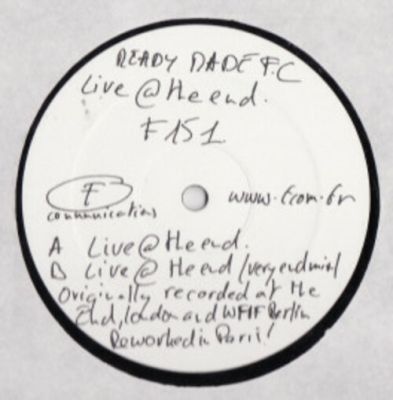 READY MADE F.C
Live @ the end.
F 151
F
communications
www.fcom.fr
A Live @ the end.
B Live @ the end /very end mix/
Originally recorded at the
End, london and WMF Berlin
Reworked in Paris!